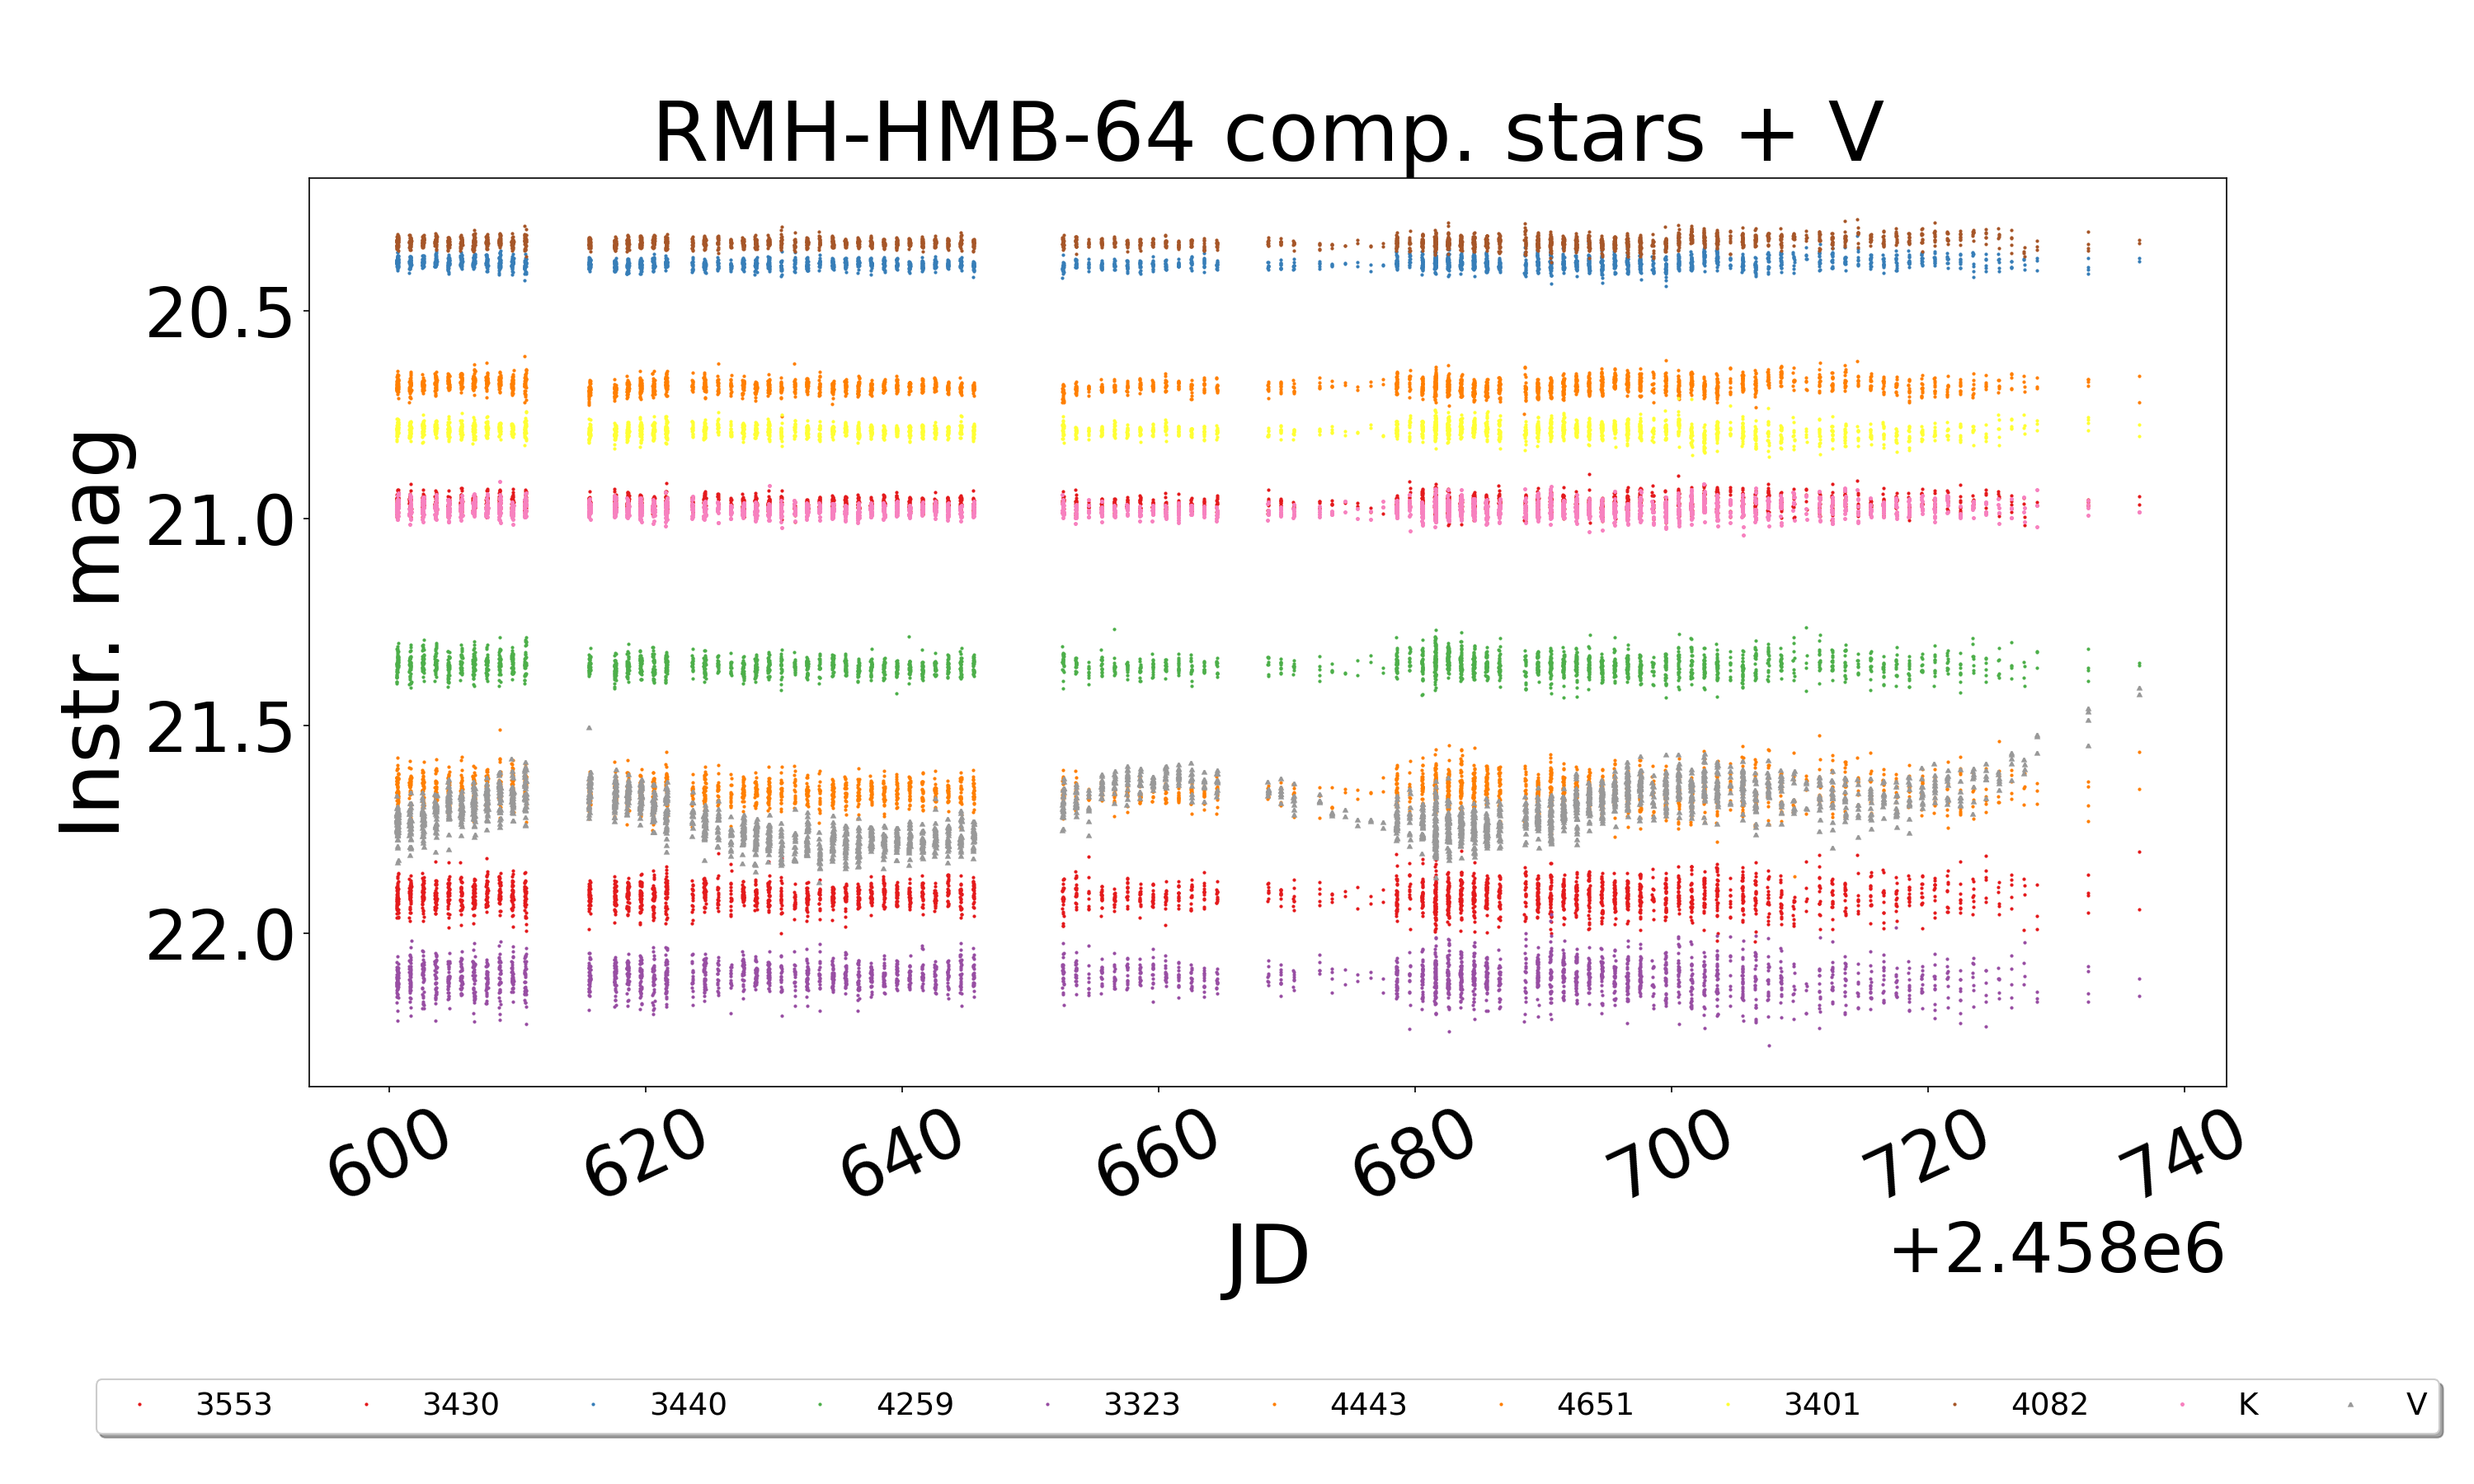 RMH-HMB-64 comp. stars + V
Instr. mag
20.5
21.0
21.5
22.0
600 620 640 660 680 700 720 740
JD
+2.458e6
3553 3430 3440 4259 3323 4443 4651 3401 4082 K V